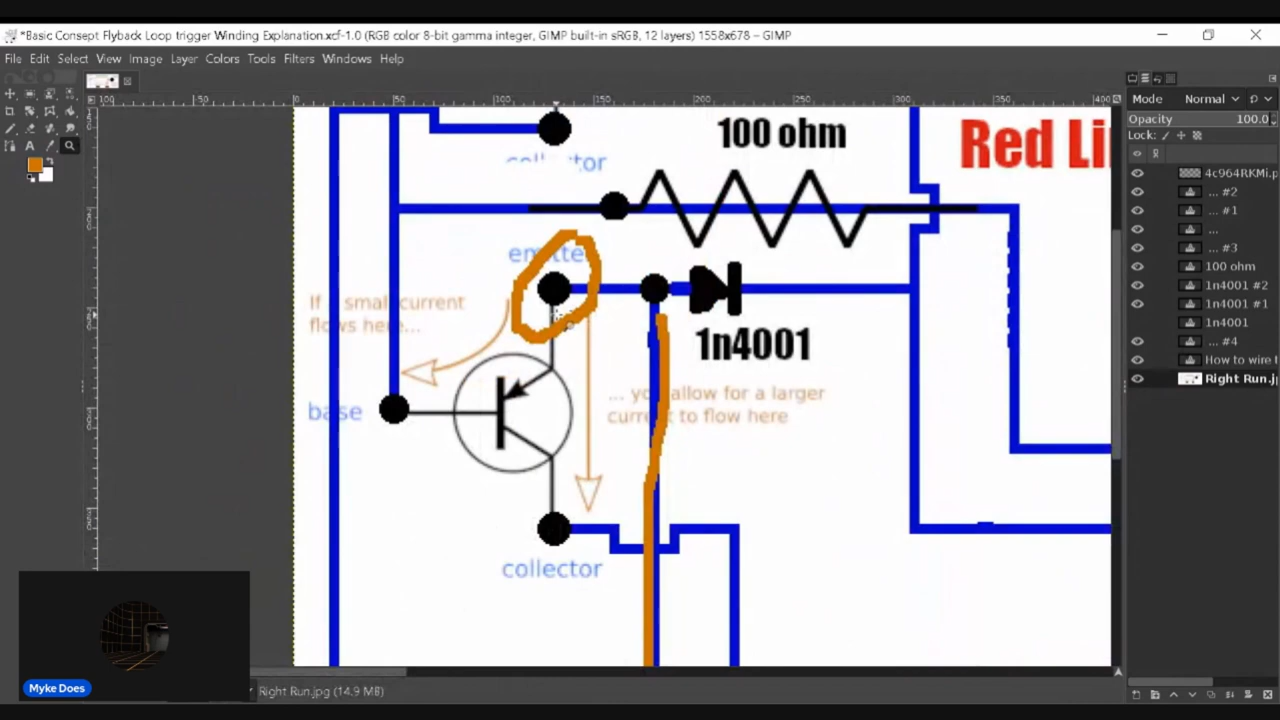 *Basic Concept Flyback Loop trigger Winding Explanation.xcf-1.0 (RGB color 8-bit gamma integer, GIMP built-in sRGB, 12 layers) 1558x678 – GIMP
File Edit Select View Image Layer Colors Tools Filters Windows Help
Mode Normal
Opacity 100.0
Lock:
4c964RKMi.p
... #2
... #1
...
... #3
100 ohm
1n4001 #2
1n4001 #1
1n4001
... #4
How to wire t
Right Run.jp
100 ohm
Red Li
emitte
If small current
flows here...
1n4001
... you allow for a larger
current to flow here
base
collector
Myke Does
Right Run.jpg (14.9 MB)